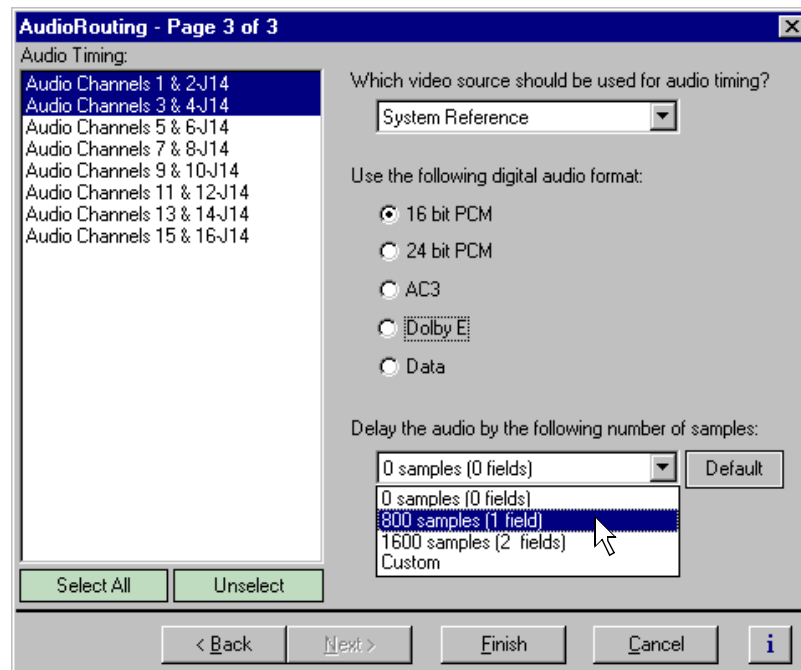 AudioRouting - Page 3 of 3
Audio Timing:
Audio Channels 1 & 2-J14
Audio Channels 3 & 4-J14
Audio Channels 5 & 6-J14
Audio Channels 7 & 8-J14
Audio Channels 9 & 10-J14
Audio Channels 11 & 12-J14
Audio Channels 13 & 14-J14
Audio Channels 15 & 16-J14
Select All
Unselect
Which video source should be used for audio timing?
System Reference
Use the following digital audio format:
16 bit PCM
24 bit PCM
AC3
Dolby E
Data
Delay the audio by the following number of samples:
0 samples (0 fields)
Default
0 samples (0 fields)
800 samples (1 field)
1600 samples (2 fields)
Custom
< Back
Next >
Finish
Cancel
i